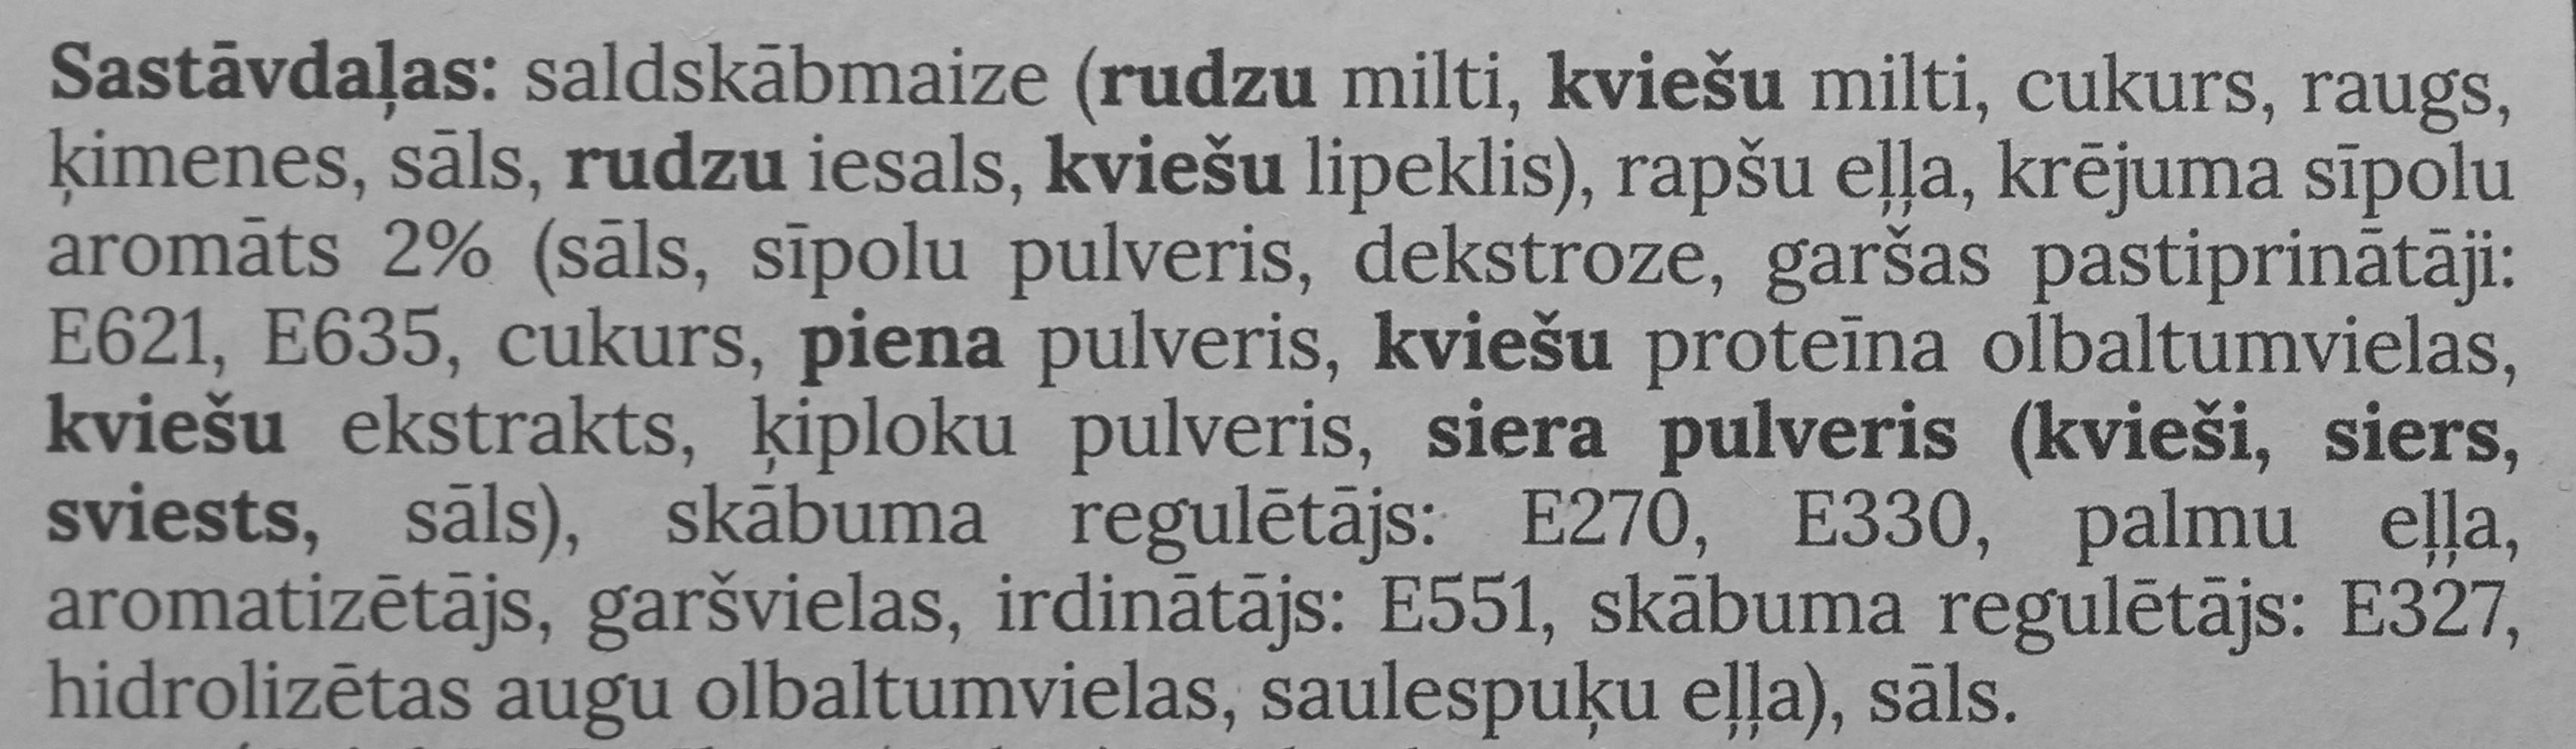 Sastāvdaļas: saldskābmaize (rudzu milti, kviešu milti, cukurs, raugs,
ķimenes, sāls, rudzu iesals, kviešu lipeklis), rapšu eļļa, krējuma sīpolu
aromāts 2% (sāls, sīpolu pulveris, dekstroze, garšas pastiprinātāji:
E621, E635, cukurs, piena pulveris, kviešu proteīna olbaltumvielas,
kviešu ekstrakts, ķiploku pulveris, siera pulveris (kvieši, siers,
sviests, sāls), skābuma regulētājs: E270, E330, palmu eļļa,
aromatizētājs, garšvielas, irdinātājs: E551, skābuma regulētājs: E327,
hidrolizētas augu olbaltumvielas, saulespuķu eļļa), sāls.